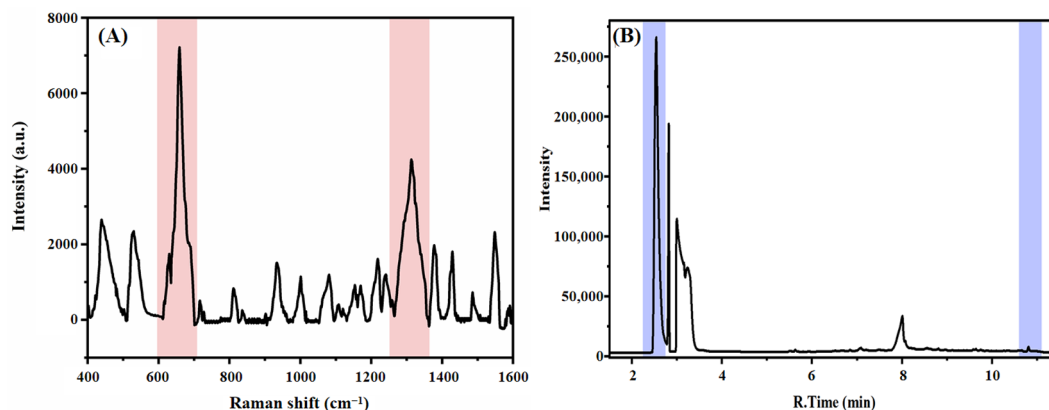 (A)
8000
6000
4000
2000
0
400 600 800 1000 1200 1400 1600
Raman shift (cm⁻¹)
Intensity (a.u.)
(B)
250,000
200,000
150,000
100,000
50,000
0
2 4 6 8 10
R.Time (min)
Intensity